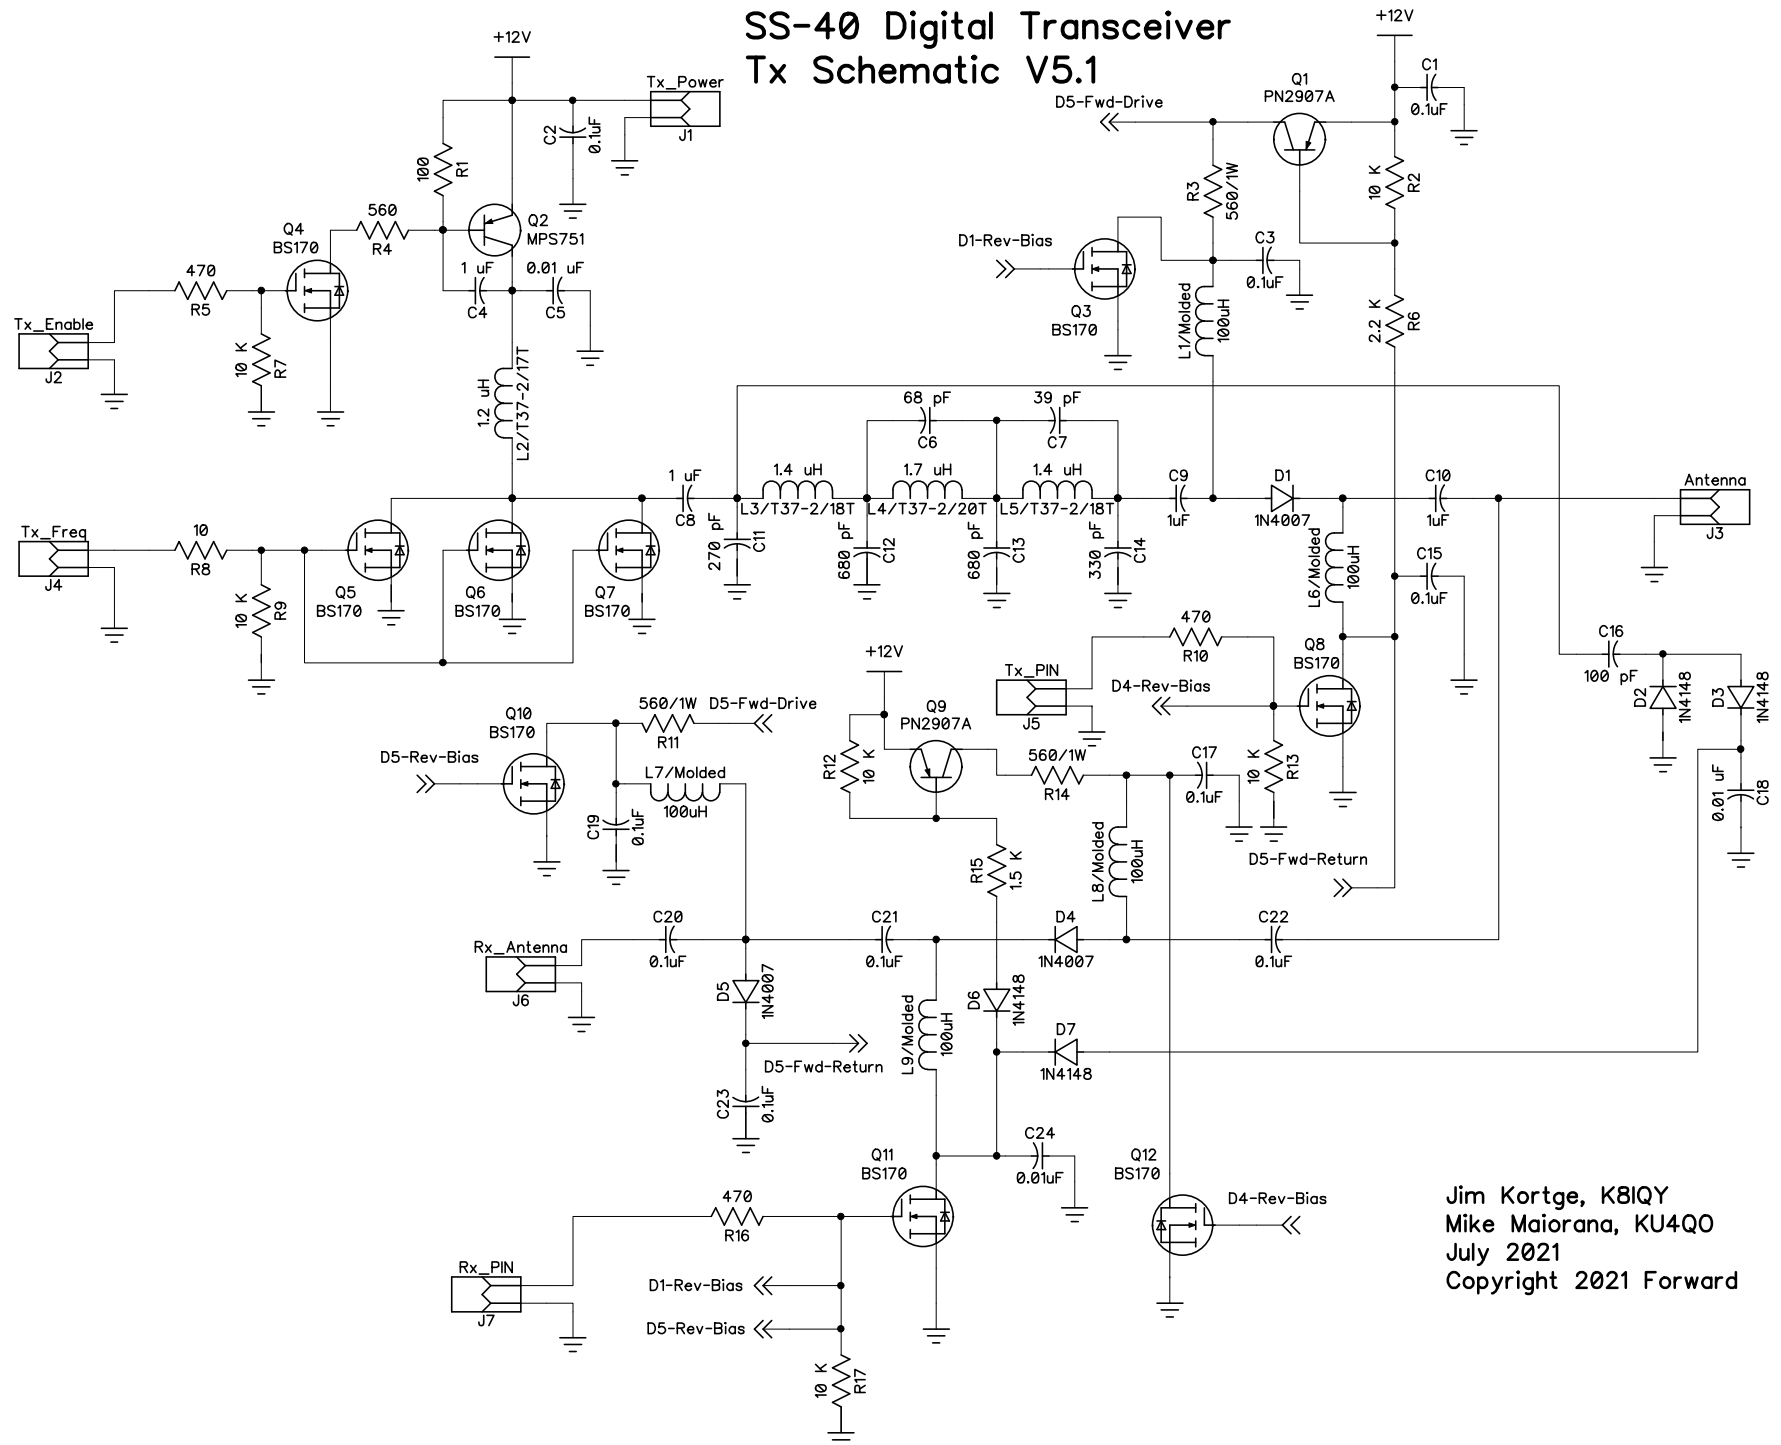 SS-40 Digital Transceiver
Tx Schematic V5.1
+12V
Tx_Power
J1
C2
0.1uF
100
R1
Q2
MPS751
560
R4
Q4
BS170
470
R5
Tx_Enable
J2
10 K
R7
1 uF
C4
0.01 uF
C5
1.2 uH
L2/T37-2/17T
+12V
C1
0.1uF
Q1
PN2907A
D5-Fwd-Drive
R3
560/1W
10 K
R2
D1-Rev-Bias
Q3
BS170
C3
0.1uF
L1/Molded
100uH
2.2 K
R6
68 pF
C6
39 pF
C7
1 uF
C8
1.4 uH
L3/T37-2/18T
1.7 uH
L4/T37-2/20T
1.4 uH
L5/T37-2/18T
C9
1uF
D1
1N4007
C10
1uF
Antenna
J3
Tx_Freq
J4
10
R8
10 K
R9
Q5
BS170
Q6
BS170
Q7
BS170
270 pF
C11
680 pF
C12
680 pF
C13
330 pF
C14
L6/Molded
100uH
C15
0.1uF
C16
100 pF
D2
1N4148
D3
1N4148
0.01 uF
C18
470
R10
Tx_PIN
J5
D4-Rev-Bias
Q8
BS170
10 K
R13
+12V
Q9
PN2907A
R12
10 K
560/1W
R14
C17
0.1uF
D5-Fwd-Return
Q10
BS170
560/1W
R11
D5-Fwd-Drive
D5-Rev-Bias
L7/Molded
100uH
C19
0.1uF
R15
1.5 K
L8/Molded
100uH
Rx_Antenna
J6
C20
0.1uF
C21
0.1uF
D4
1N4007
C22
0.1uF
D5
1N4007
D5-Fwd-Return
C23
0.1uF
L9/Molded
100uH
D6
1N4148
D7
1N4148
Q11
BS170
C24
0.01uF
Q12
BS170
D4-Rev-Bias
470
R16
Rx_PIN
J7
D1-Rev-Bias
D5-Rev-Bias
10 K
R17
Jim Kortge, K8IQY
Mike Maiorana, KU4QO
July 2021
Copyright 2021 Forward